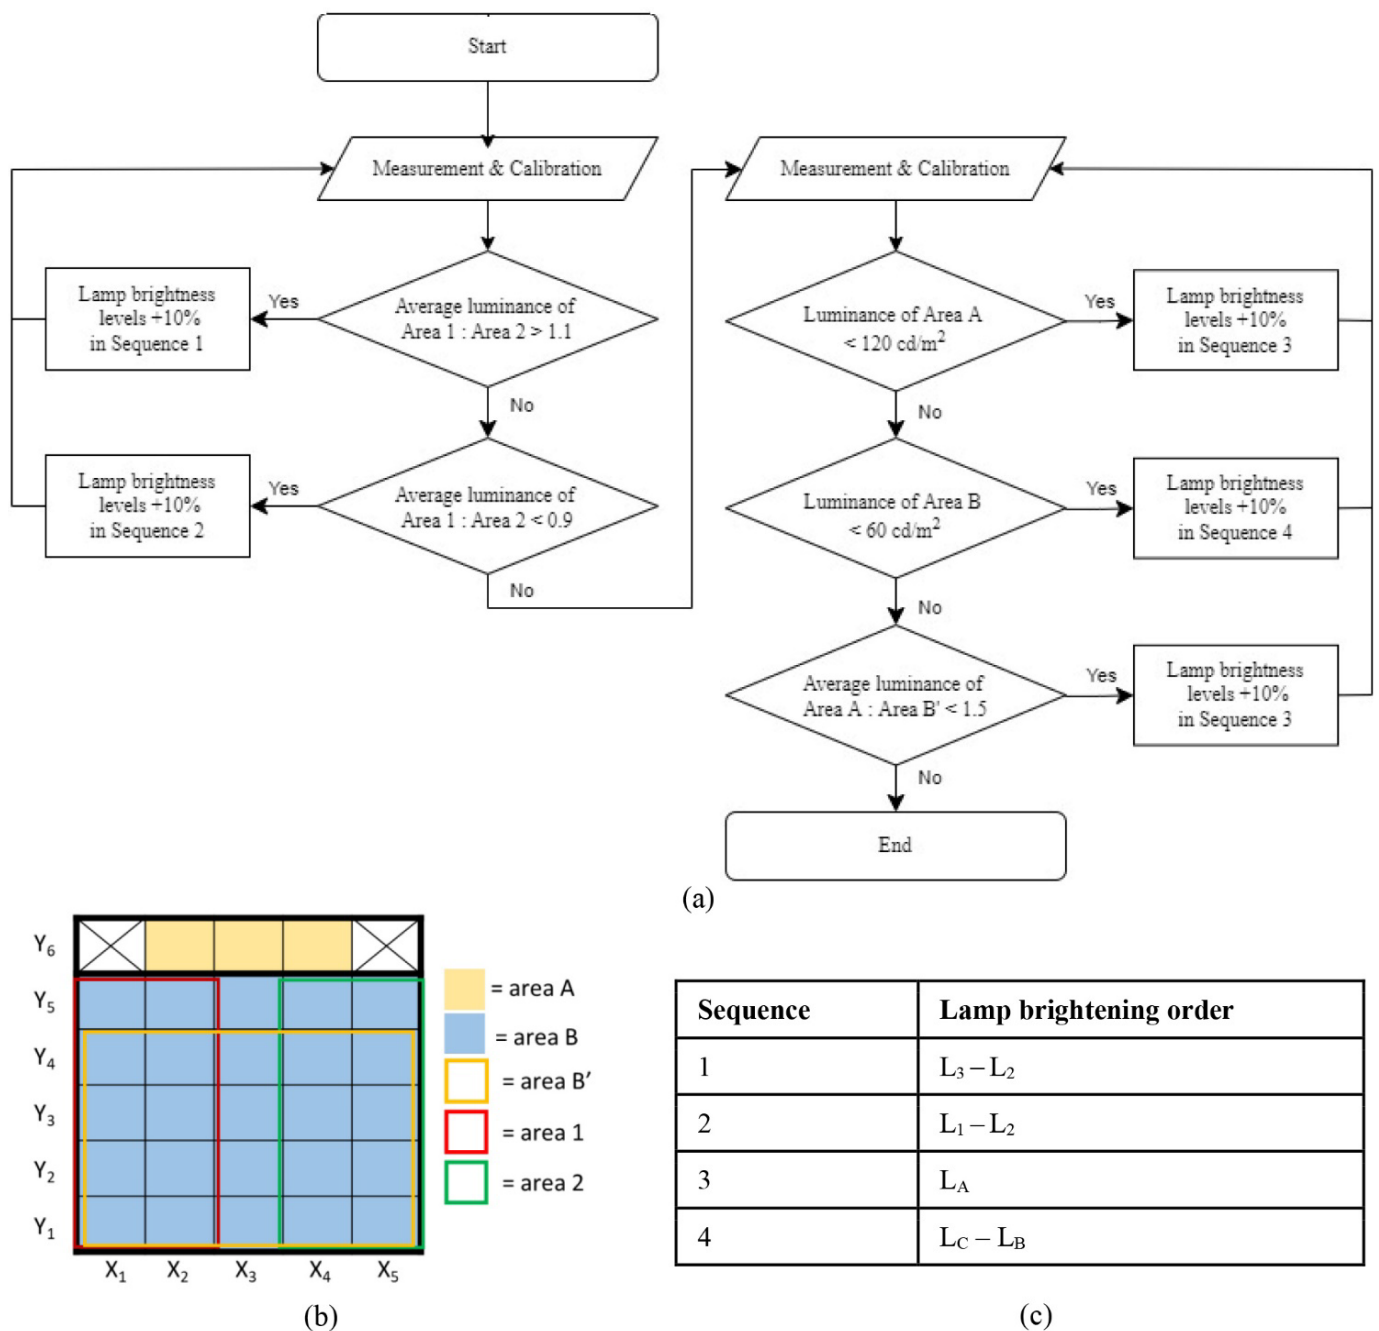 Start
Measurement & Calibration
Measurement & Calibration
Lamp brightness
levels +10%
in Sequence 1
Yes
Average luminance of
Area 1 : Area 2 > 1.1
No
Lamp brightness
levels +10%
in Sequence 2
Yes
Average luminance of
Area 1 : Area 2 < 0.9
No
Luminance of Area A
< 120 cd/m²
Yes
Lamp brightness
levels +10%
in Sequence 3
No
Luminance of Area B
< 60 cd/m²
Yes
Lamp brightness
levels +10%
in Sequence 4
No
Average luminance of
Area A : Area B' < 1.5
Yes
Lamp brightness
levels +10%
in Sequence 3
No
End
(a)
Y₆
Y₅
Y₄
Y₃
Y₂
Y₁
X₁ X₂ X₃ X₄ X₅
= area A
= area B
= area B’
= area 1
= area 2
(b)
Sequence Lamp brightening order
1 L₃ – L₂
2 L₁ – L₂
3 L_A
4 L_C – L_B
(c)